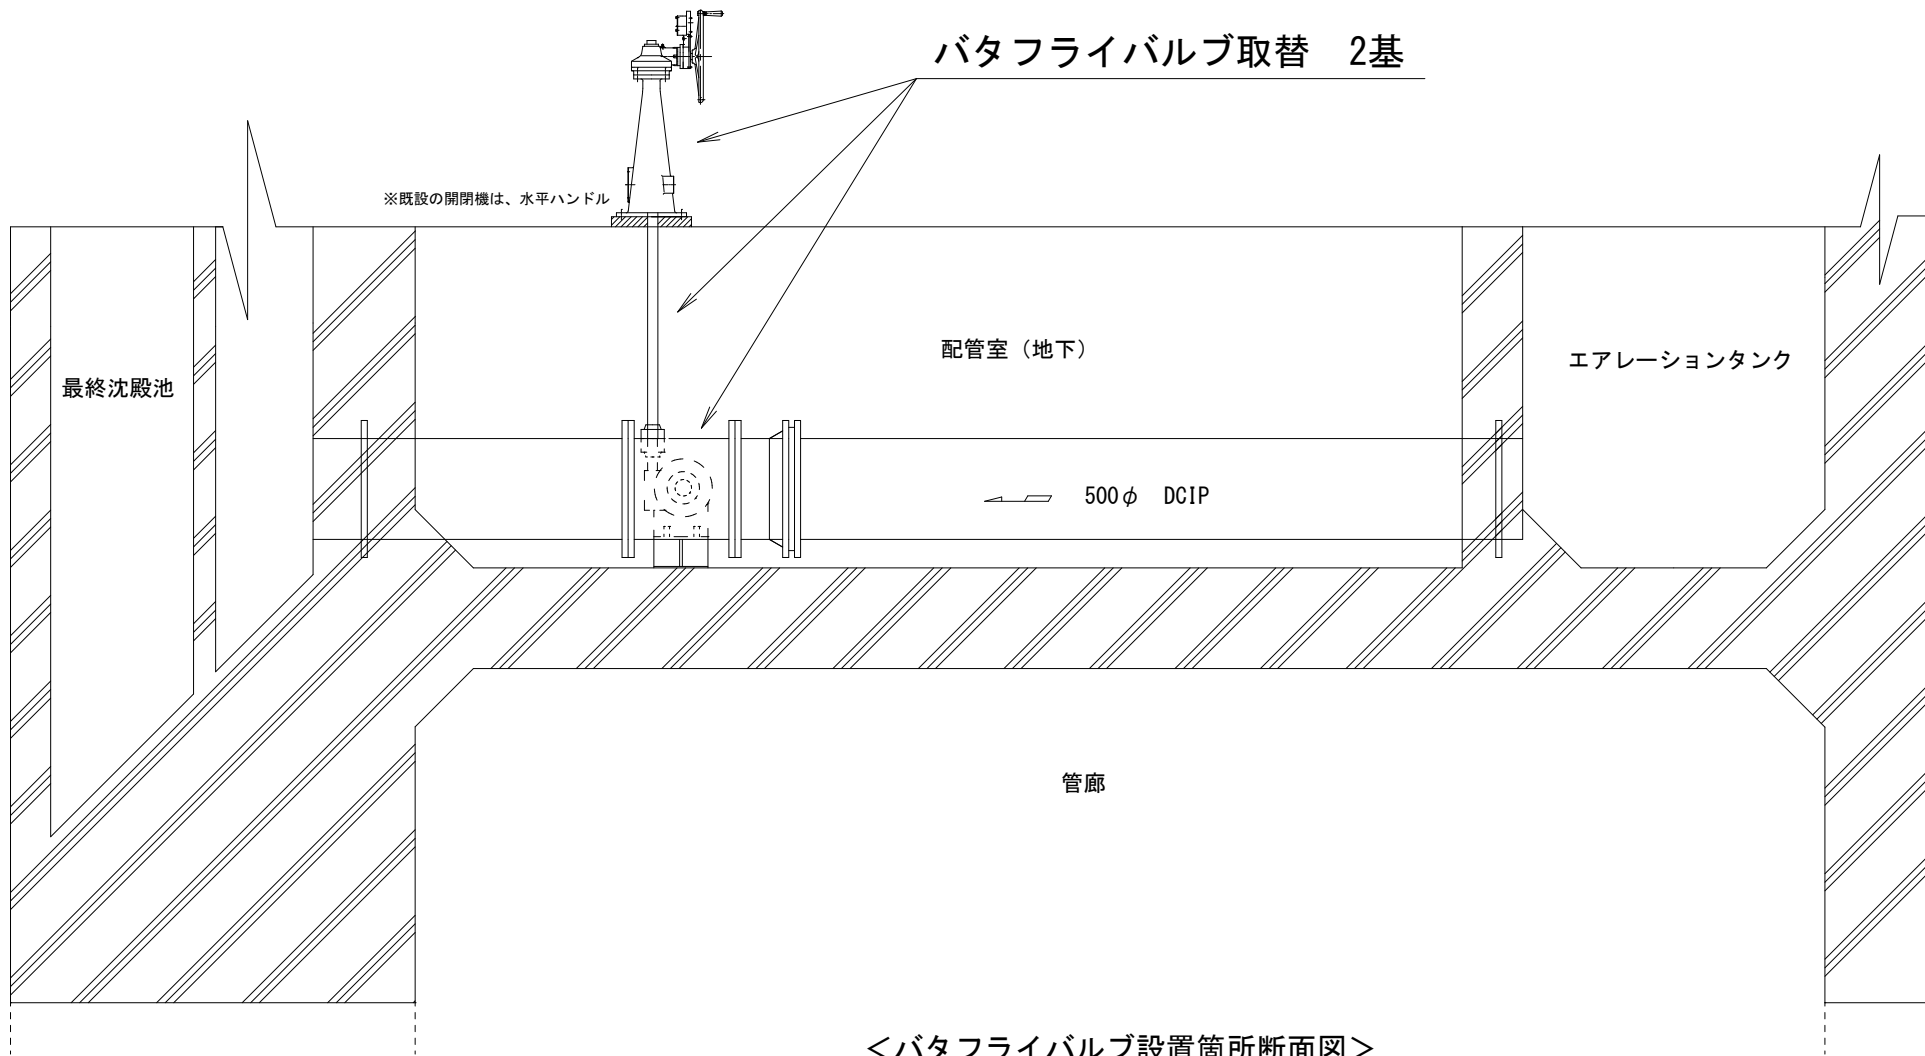 バタフライバルブ取替　2基
※既設の開閉機は、水平ハンドル
配管室（地下）
エアレーションタンク
最終沈殿池
500φ　DCIP
管廊
＜バタフライバルブ設置箇所断面図＞